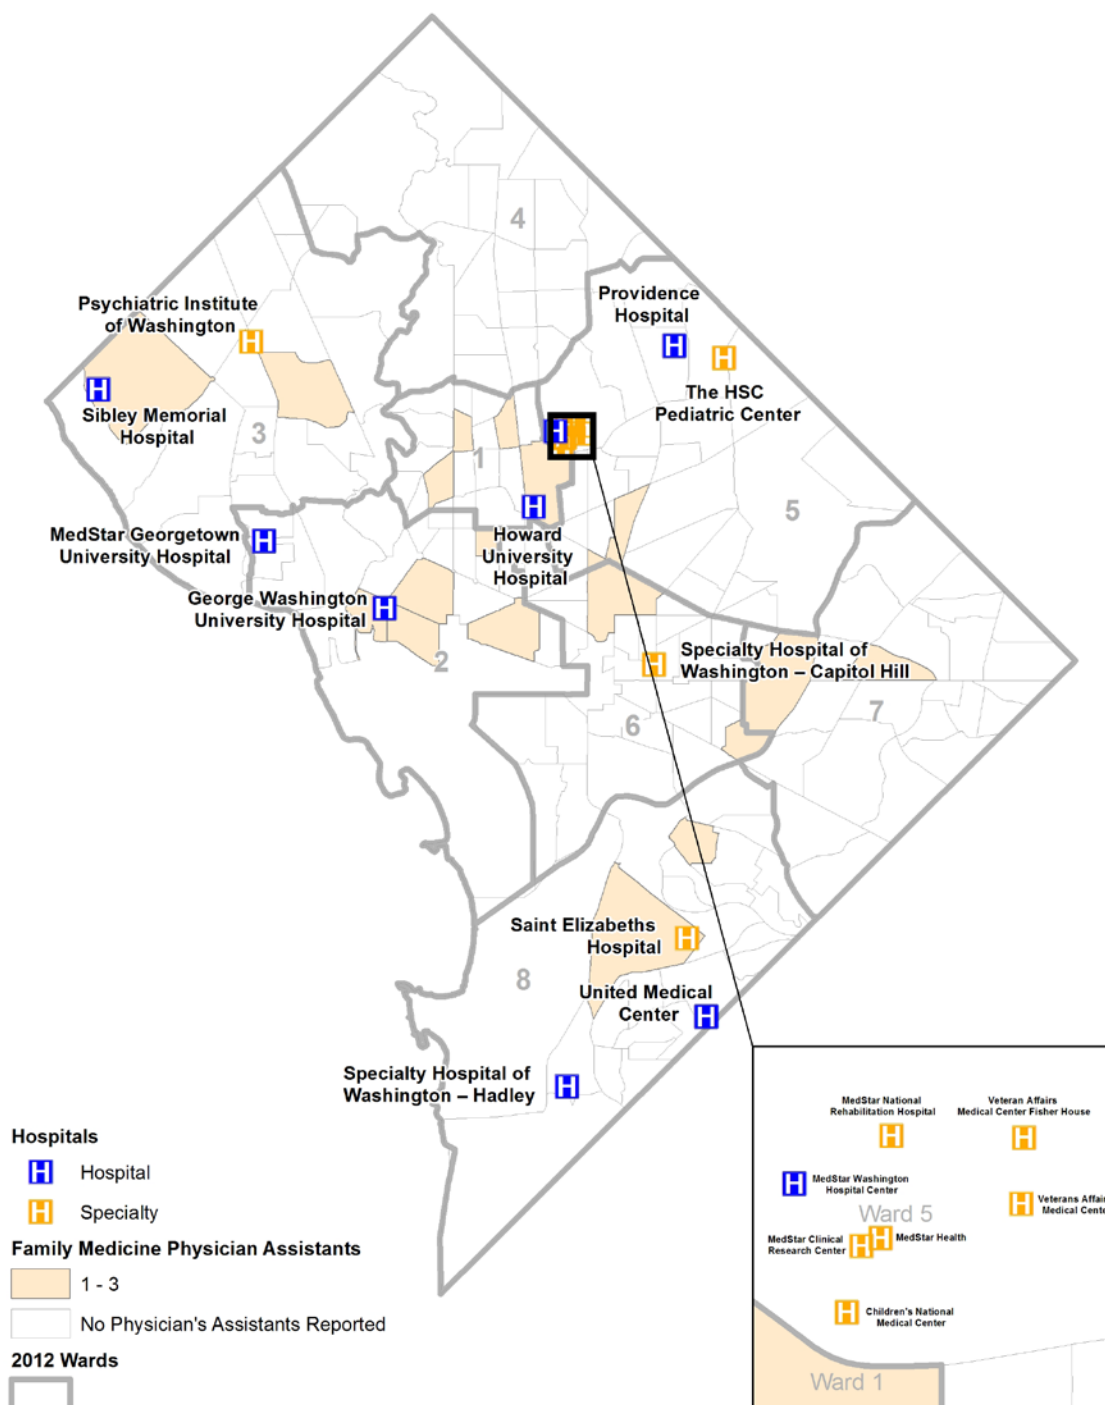 4
Providence
Hospital
Psychiatric Institute
of Washington
H
H
H
The HSC
Pediatric Center
H
Sibley Memorial
Hospital
3
1
H
H
5
MedStar Georgetown
University Hospital
H
Howard
University
Hospital
George Washington
University Hospital
H
2
Specialty Hospital of
Washington – Capitol Hill
H
7
6
Saint Elizabeths
Hospital
H
8
United Medical
Center
H
Specialty Hospital of
Washington – Hadley
H
Hospitals
H Hospital
H Specialty
Family Medicine Physician Assistants
1 - 3
No Physician's Assistants Reported
2012 Wards
MedStar National
Rehabilitation Hospital
H
Veteran Affairs
Medical Center Fisher House
H
H
MedStar Washington
Hospital Center
Ward 5
H
Veterans Affair
Medical Cente
MedStar Clinical
Research Center
H
H
MedStar Health
H
Children's National
Medical Center
Ward 1